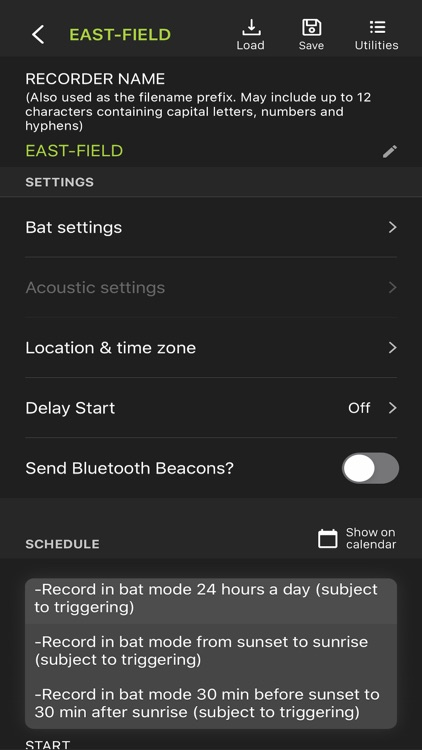 EAST-FIELD
Load
Save
Utilities
RECORDER NAME
(Also used as the filename prefix. May include up to 12
characters containing capital letters, numbers and
hyphens)
EAST-FIELD
SETTINGS
Bat settings
Acoustic settings
Location & time zone
Delay Start
Off
Send Bluetooth Beacons?
SCHEDULE
Show on
calendar
-Record in bat mode 24 hours a day (subject
to triggering)
-Record in bat mode from sunset to sunrise
(subject to triggering)
-Record in bat mode 30 min before sunset to
30 min after sunrise (subject to triggering)
START